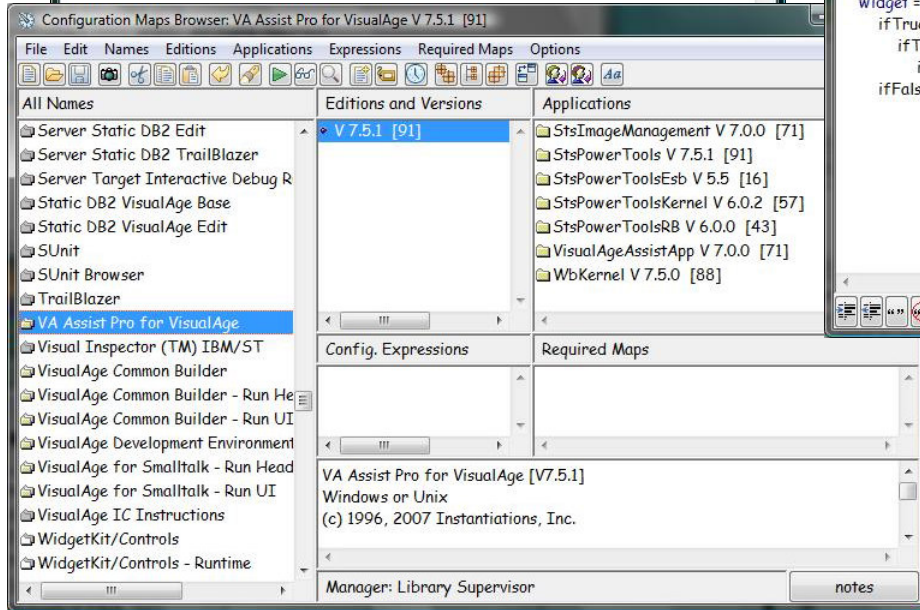 Configuration Maps Browser: VA Assist Pro for VisualAge V 7.5.1 [91]
File Edit Names Editions Applications Expressions Required Maps Options
Aa
All Names
Server Static DB2 Edit
Server Static DB2 TrailBlazer
Server Target Interactive Debug R
Static DB2 VisualAge Base
Static DB2 VisualAge Edit
SUnit
SUnit Browser
TrailBlazer
VA Assist Pro for VisualAge
Visual Inspector (TM) IBM/ST
VisualAge Common Builder
VisualAge Common Builder - Run He
VisualAge Common Builder - Run UI
VisualAge Development Environment
VisualAge for Smalltalk - Run Head
VisualAge for Smalltalk - Run UI
VisualAge IC Instructions
WidgetKit/Controls
WidgetKit/Controls - Runtime
Editions and Versions
V 7.5.1 [91]
Applications
StsImageManagement V 7.0.0 [71]
StsPowerTools V 7.5.1 [91]
StsPowerToolsEsb V 5.5 [16]
StsPowerToolsKernel V 6.0.2 [57]
StsPowerToolsRB V 6.0.0 [43]
VisualAgeAssistApp V 7.0.0 [71]
WbKernel V 7.5.0 [88]
Config. Expressions
Required Maps
VA Assist Pro for VisualAge [V7.5.1]
Windows or Unix
(c) 1996, 2007 Instantiations, Inc.
Manager: Library Supervisor
notes
widget =
ifTru
ifT
i
ifFals